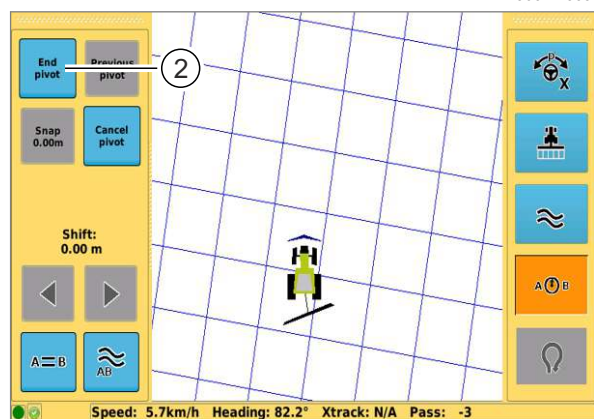 End
pivot
Previous
pivot
2
Snap
0.00m
Cancel
pivot
Shift:
0.00 m
A=B
AB
P
X
A B
Speed: 5.7km/h Heading: 82.2° Xtrack: N/A Pass: -3